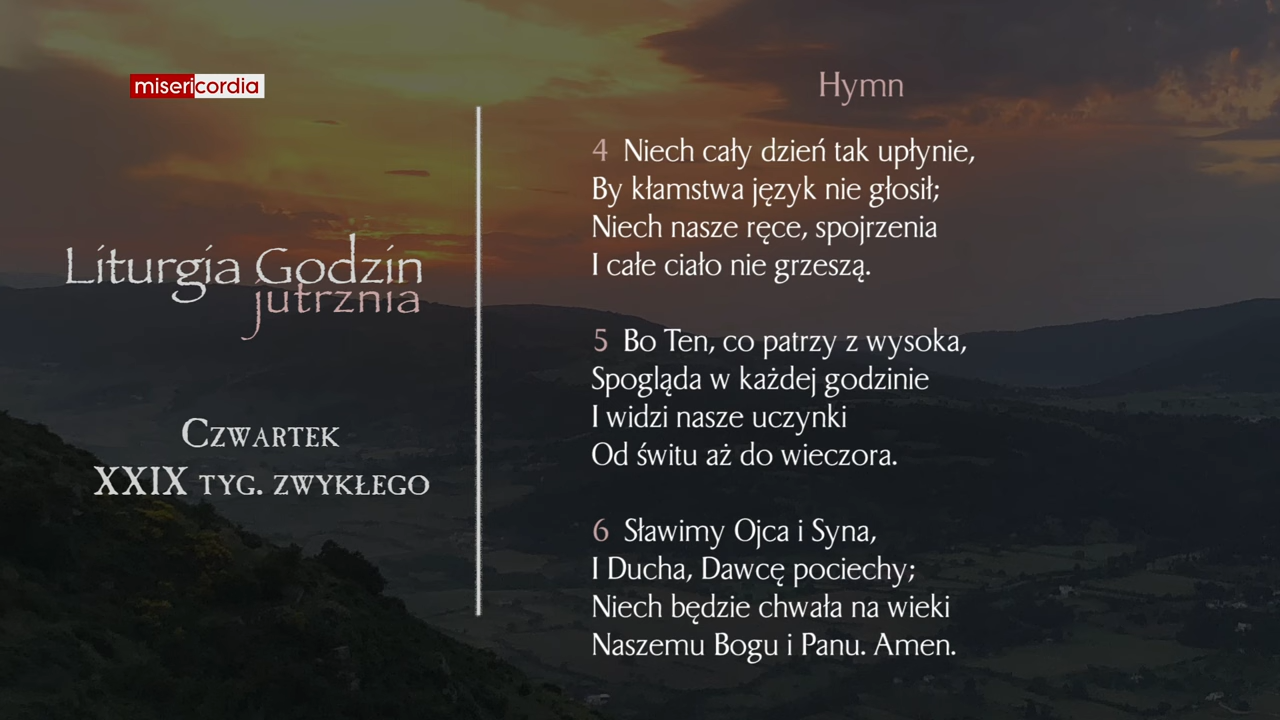 misericordia
Liturgia Godzin
jutrznia
Czwartek
XXIX tyg. zwykłego
Hymn
4 Niech cały dzień tak upłynie,
By kłamstwa język nie głosił;
Niech nasze ręce, spojrzenia
I całe ciało nie grzeszą.
5 Bo Ten, co patrzy z wysoka,
Spogląda w każdej godzinie
I widzi nasze uczynki
Od świtu aż do wieczora.
6 Sławimy Ojca i Syna,
I Ducha, Dawcę pociechy;
Niech będzie chwała na wieki
Naszemu Bogu i Panu. Amen.